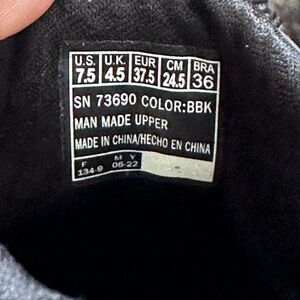 U.S. U.K. EUR CM BRA
7.5 4.5 37.5 24.5 36
SN 73690 COLOR:BBK
MAN MADE UPPER
MADE IN CHINA/HECHO EN CHINA
F M Y
134-9 06-22